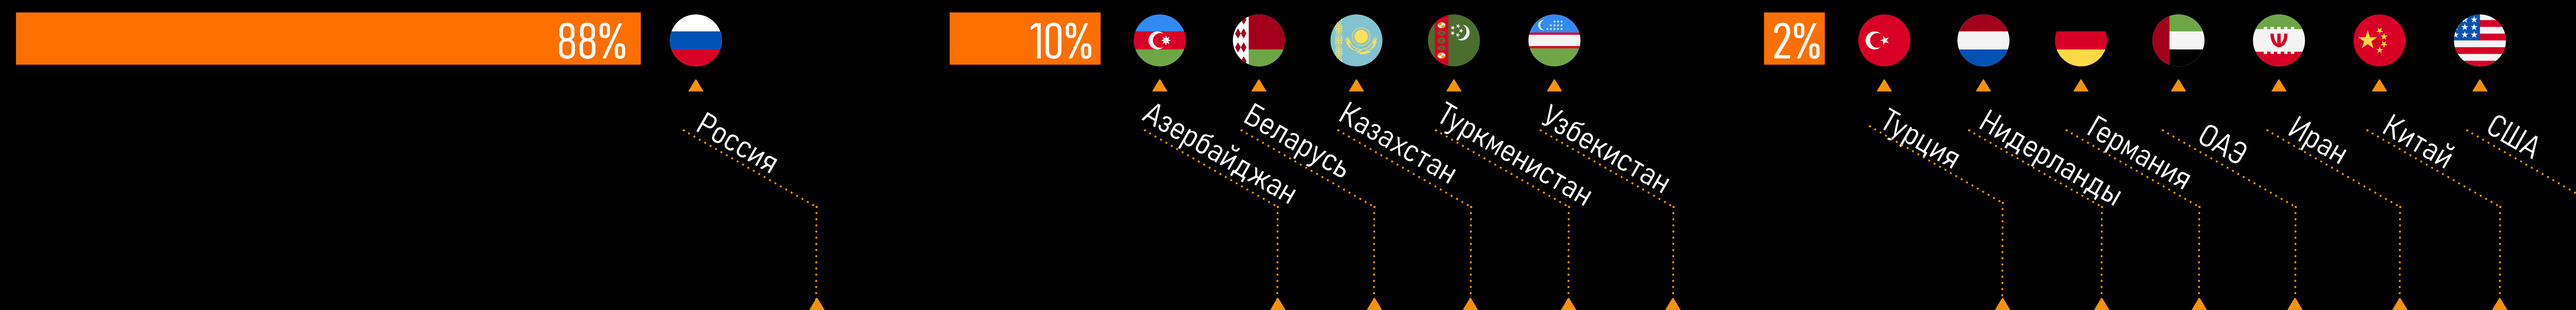 88%
10%
2%
Россия
Азербайджан
Беларусь
Казахстан
Туркменистан
Узбекистан
Турция
Нидерланды
Германия
ОАЭ
Иран
Китай
США